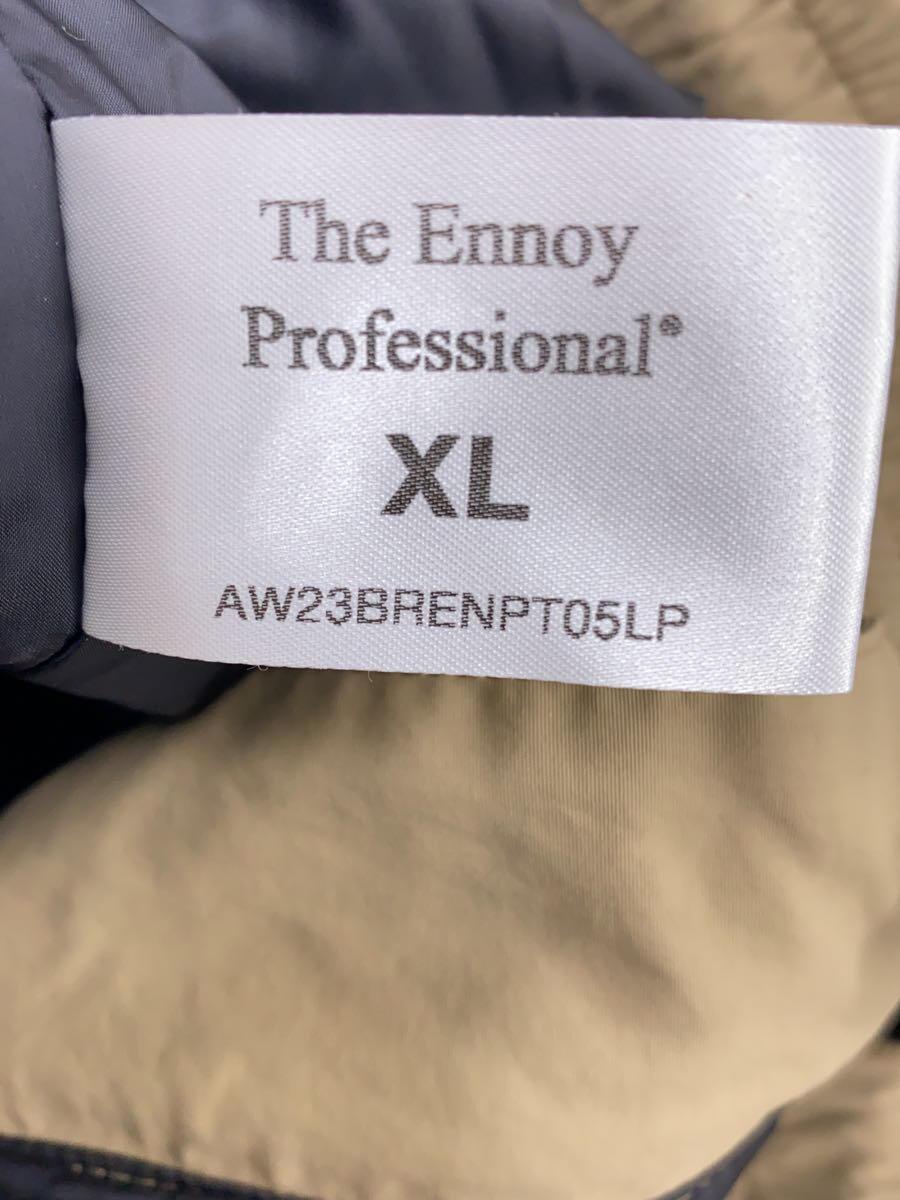 The Ennoy
Professional®
XL
AW23BRENPT05LP